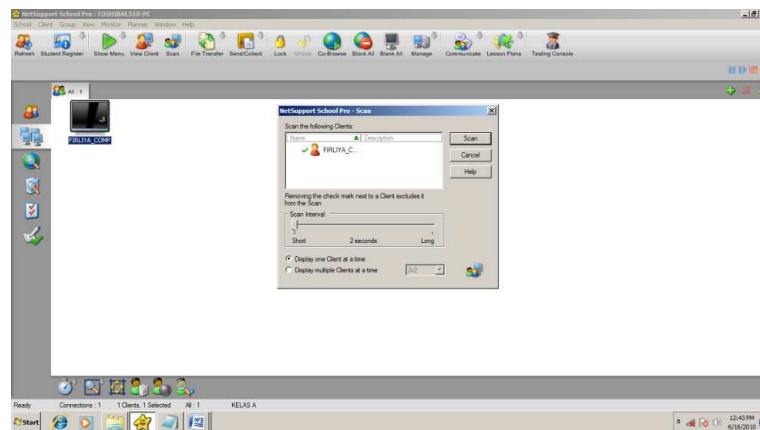 NetSupport School Pro : TOSHIBAL510-PC
School Client Group View Monitor Planner Window Help
Refresh Student Register Show Menu View Client Scan File Transfer Send/Collect Lock Unlock Co-Browse Block All Blank All Manage Communicate Lesson Plans Testing Console
All : 1
FIRLIYA_COMP
NetSupport School Pro - Scan
Scan the following Clients:
Name Description
FIRLIYA_C...
Scan
Cancel
Help
Removing the check mark next to a Client excludes it
from the Scan
Scan Interval
Short 2 seconds Long
Display one Client at a time
Display multiple Clients at a time 2x2
Ready Connections : 1 1 Clients, 1 Selected All : 1 KELAS A
Start 12:43 PM
6/16/2010